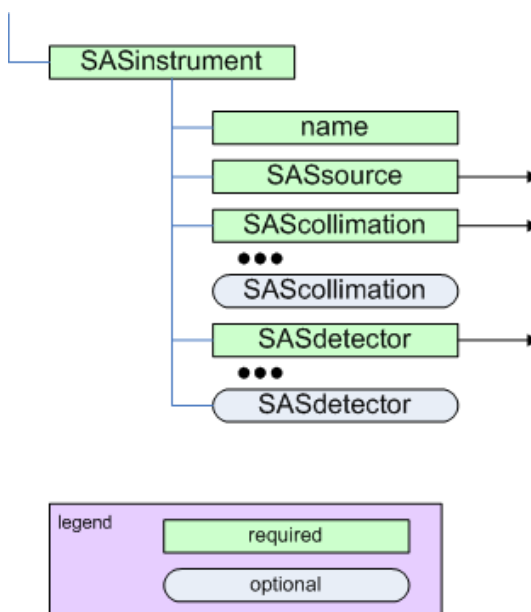 SASinstrument
name
SASsource
SAScollimation
SAScollimation
SASdetector
SASdetector
legend
required
optional